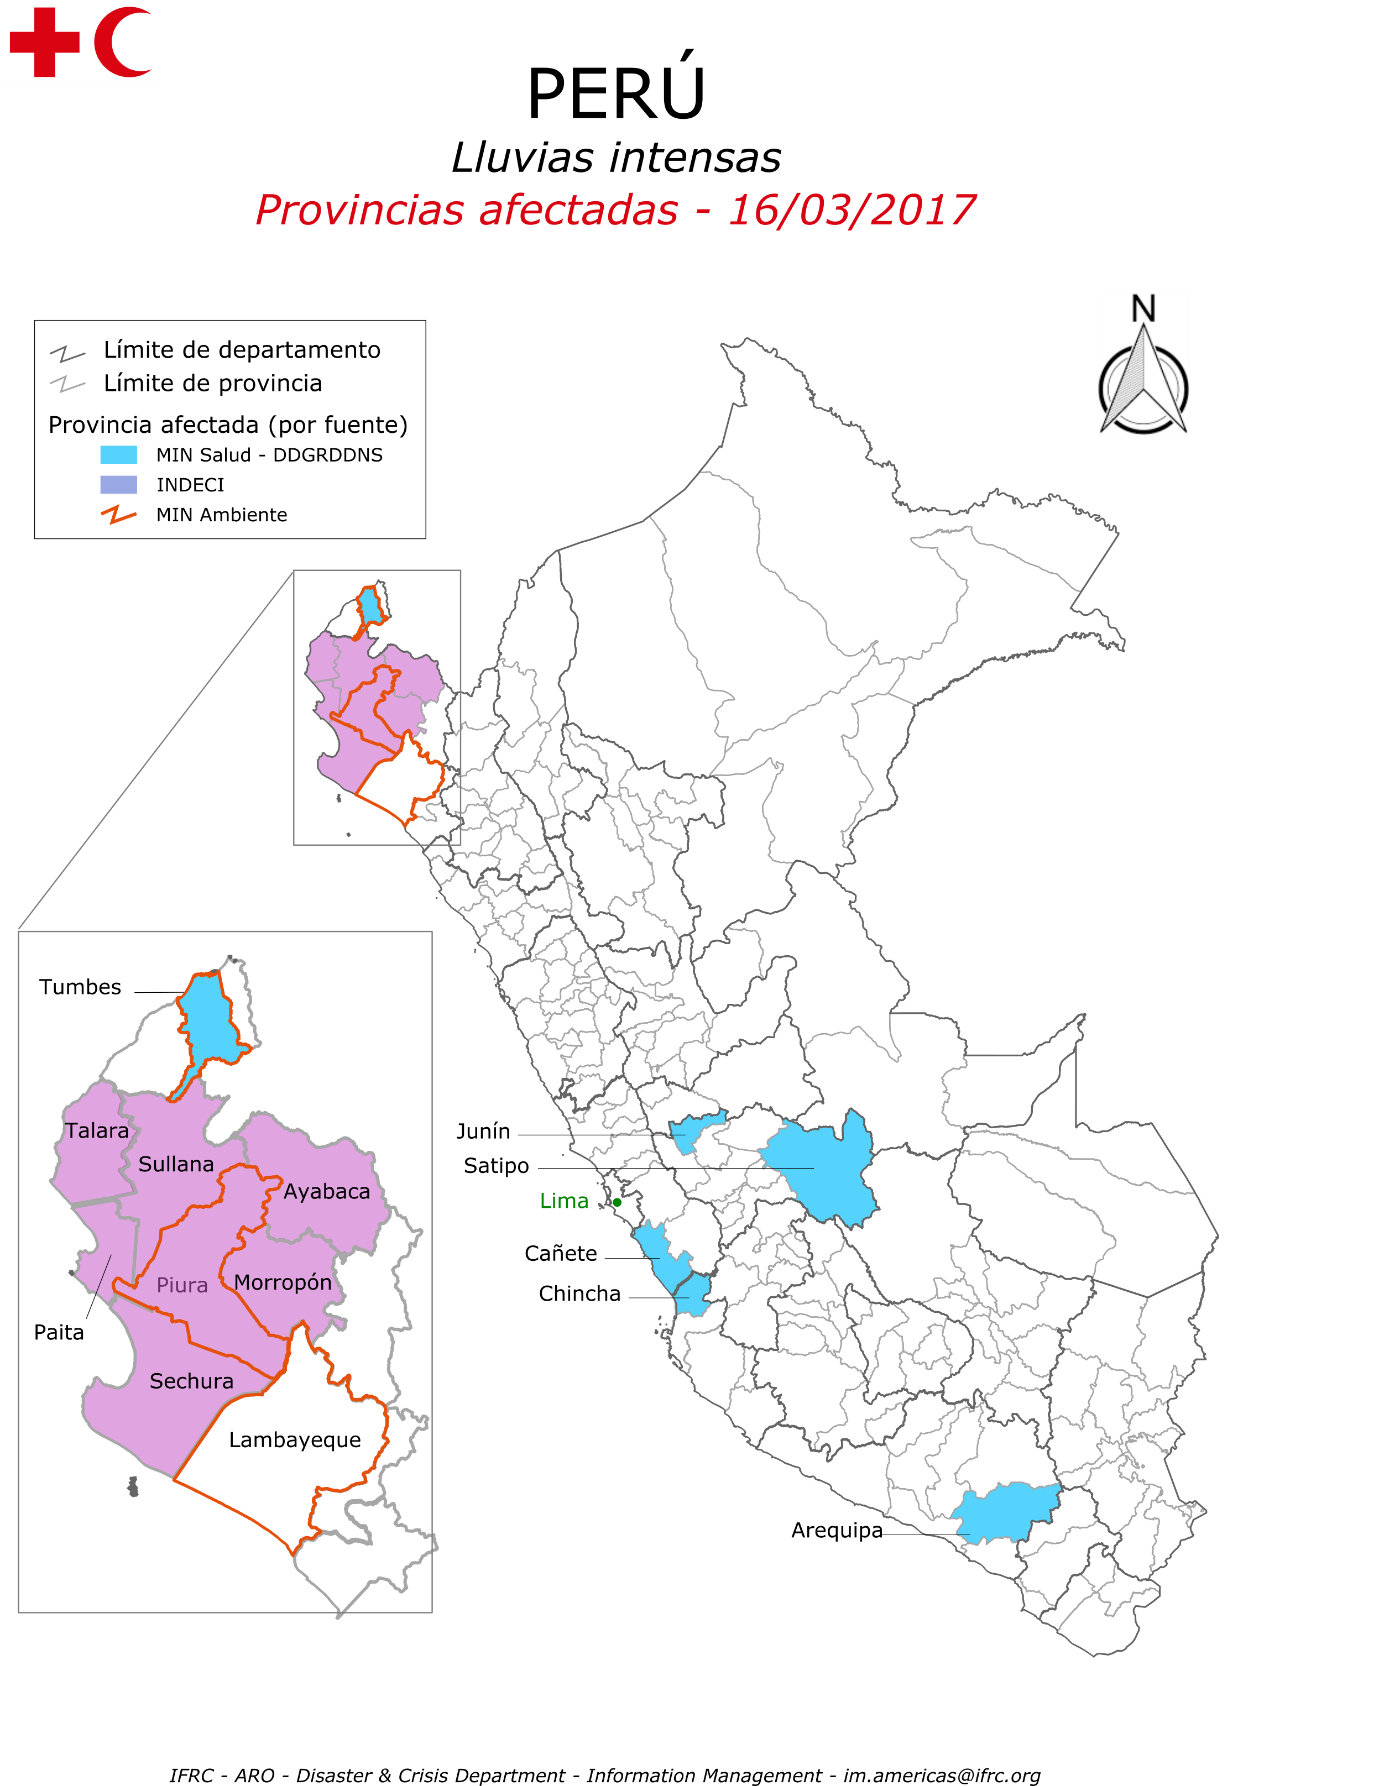 PERÚ
Lluvias intensas
Provincias afectadas - 16/03/2017
N
Límite de departamento
Límite de provincia
Provincia afectada (por fuente)
MIN Salud - DDGRDDNS
INDECI
MIN Ambiente
Tumbes
Talara
Sullana
Ayabaca
Piura
Morropón
Paita
Sechura
Lambayeque
Junín
Satipo
Lima
Cañete
Chincha
Arequipa
IFRC - ARO - Disaster & Crisis Department - Information Management - im.americas@ifrc.org